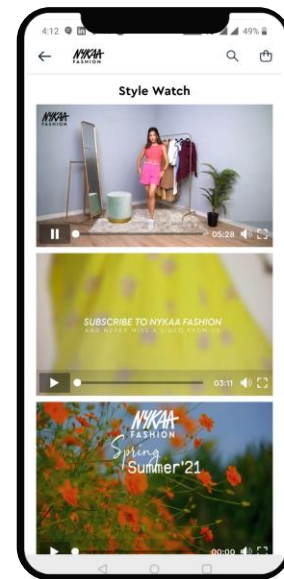 4:12
49%
NYKAA
FASHION
Style Watch
NYKAA
FASHION
05:28
SUBSCRIBE TO NYKAA FASHION
AND NEVER MISS A VIDEO FROM US
03:11
NYKAA
FASHION
Spring
Summer'21
00:00